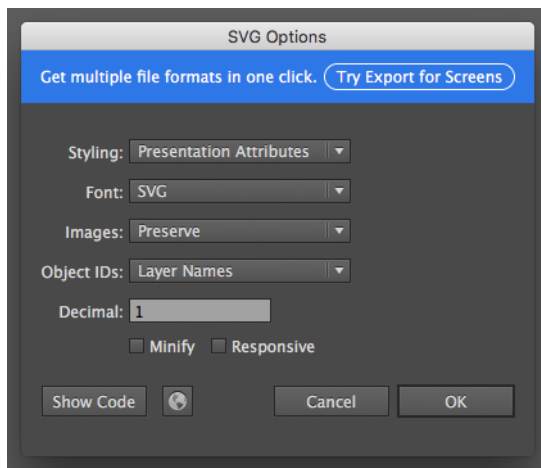 SVG Options
Get multiple file formats in one click. Try Export for Screens
Styling: Presentation Attributes
Font: SVG
Images: Preserve
Object IDs: Layer Names
Decimal: 1
Minify Responsive
Show Code Cancel OK